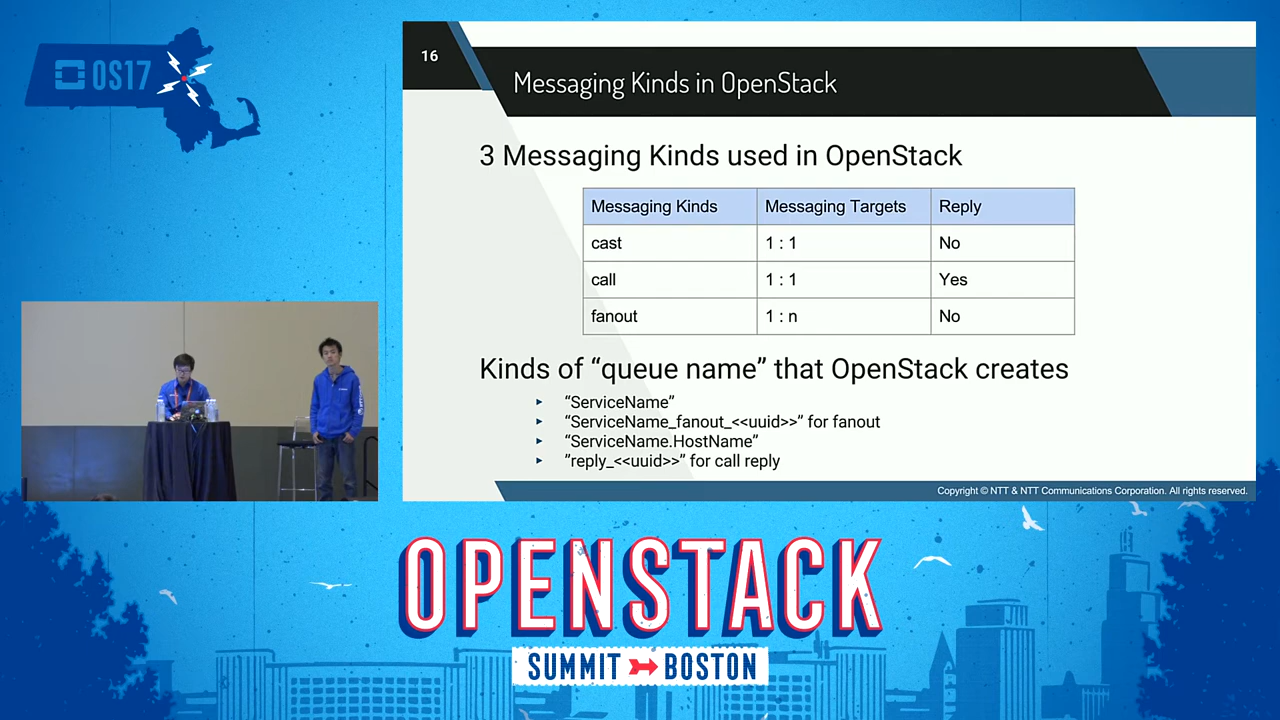 OS17
16
Messaging Kinds in OpenStack
3 Messaging Kinds used in OpenStack
Messaging Kinds Messaging Targets Reply
cast 1 : 1 No
call 1 : 1 Yes
fanout 1 : n No
Kinds of “queue name” that OpenStack creates
“ServiceName”
“ServiceName_fanout_<<uuid>>” for fanout
“ServiceName.HostName”
”reply_<<uuid>>” for call reply
Copyright © NTT & NTT Communications Corporation. All rights reserved.
OPENSTACK
SUMMIT BOSTON